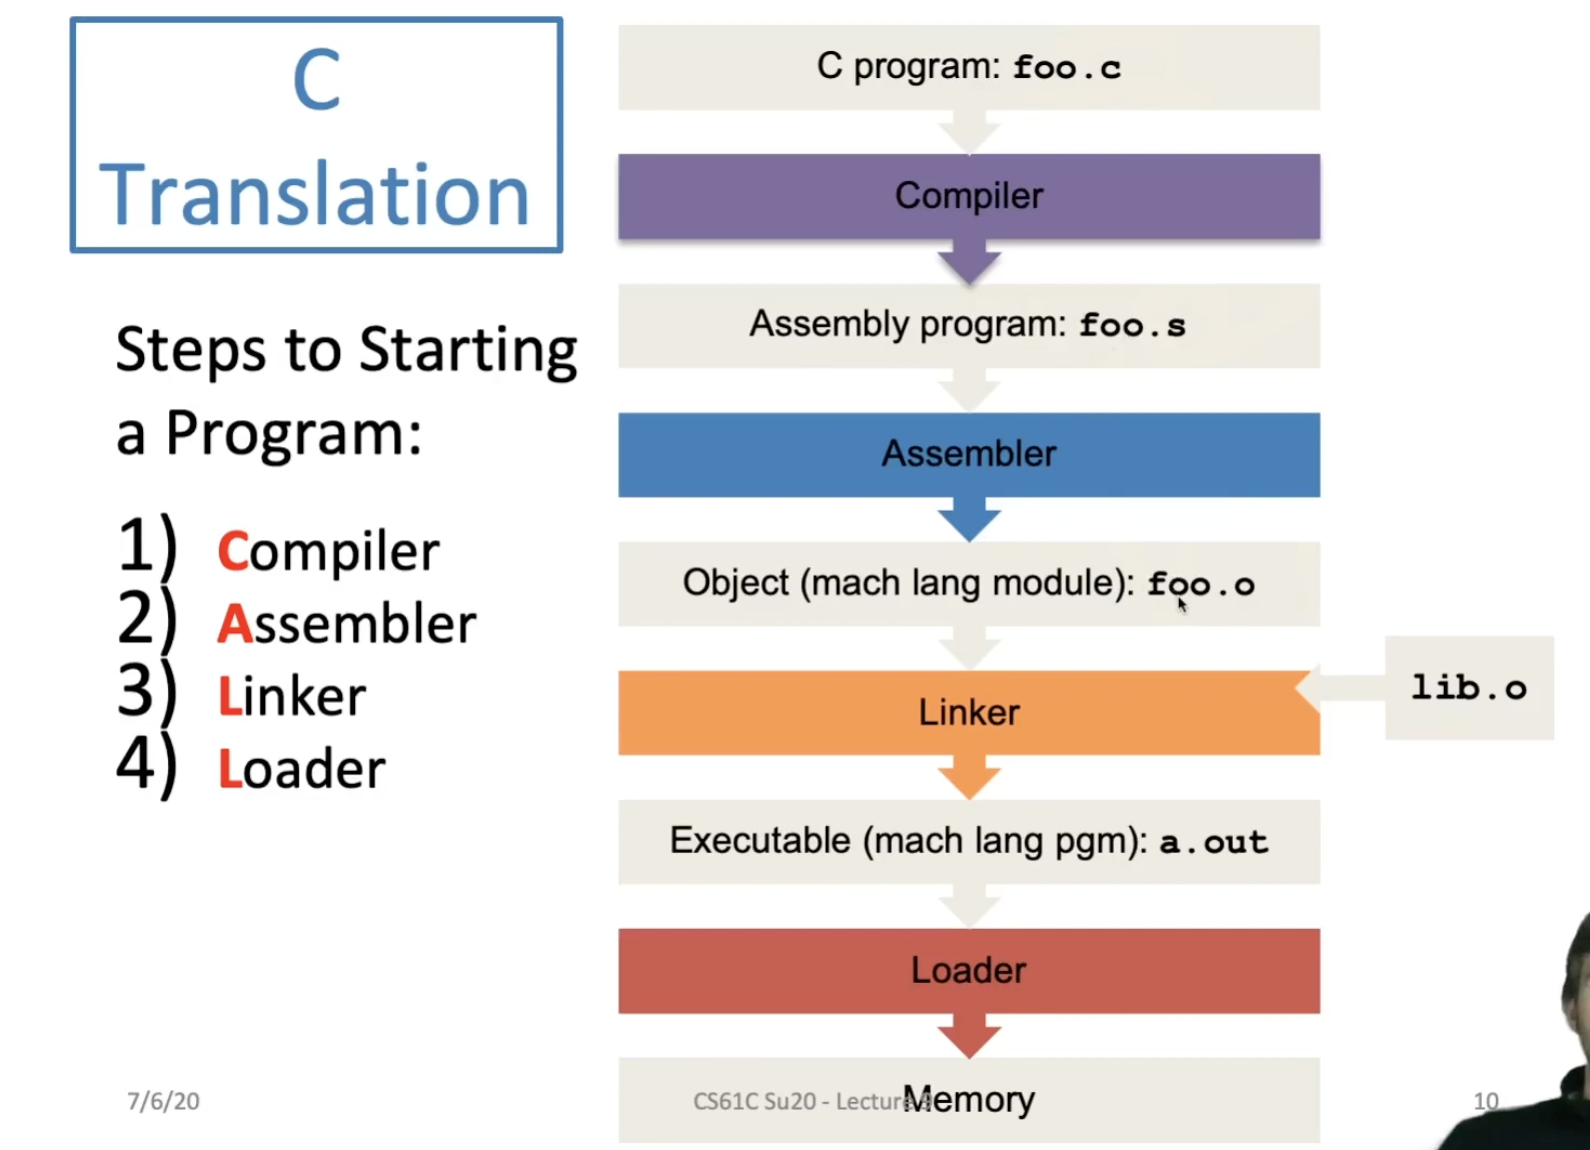 C
Translation
Steps to Starting
a Program:
1) Compiler
2) Assembler
3) Linker
4) Loader
C program: foo.c
Compiler
Assembly program: foo.s
Assembler
Object (mach lang module): foo.o
Linker
lib.o
Executable (mach lang pgm): a.out
Loader
Memory
7/6/20
CS61C Su20 - Lecture 9
10